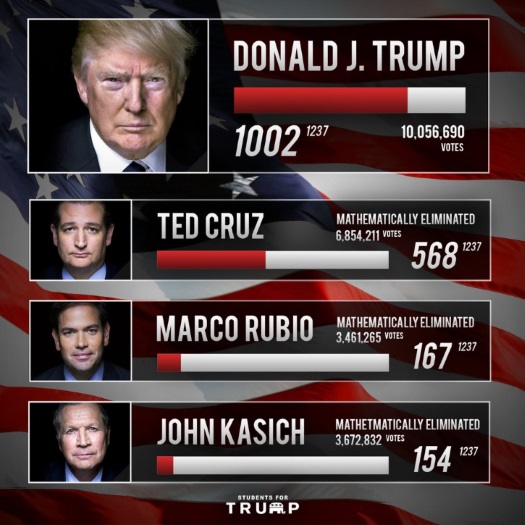 DONALD J. TRUMP
1002 1237
10,056,690
VOTES
TED CRUZ
MATHEMATICALLY ELIMINATED
6,854,211 VOTES
568 1237
MARCO RUBIO
MATHEMATICALLY ELIMINATED
3,461,265 VOTES
167 1237
JOHN KASICH
MATHETMATICALLY ELIMINATED
3,672,832 VOTES
154 1237
STUDENTS FOR
TRUMP